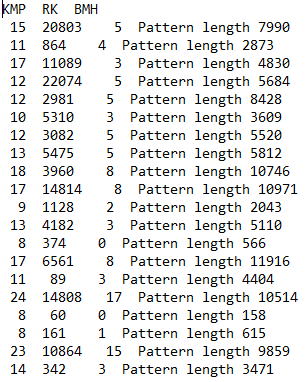 KMP RK BMH
15 20803 5 Pattern length 7990
11 864 4 Pattern length 2873
17 11089 3 Pattern length 4830
12 22074 5 Pattern length 5684
12 2981 5 Pattern length 8428
10 5310 3 Pattern length 3609
12 3082 5 Pattern length 5520
13 5475 5 Pattern length 5812
18 3960 8 Pattern length 10746
17 14814 8 Pattern length 10971
9 1128 2 Pattern length 2043
13 4182 3 Pattern length 5110
8 374 0 Pattern length 566
17 6561 8 Pattern length 11916
11 89 3 Pattern length 4404
24 14808 17 Pattern length 10514
8 60 0 Pattern length 158
8 161 1 Pattern length 615
23 10864 15 Pattern length 9859
14 342 3 Pattern length 3471